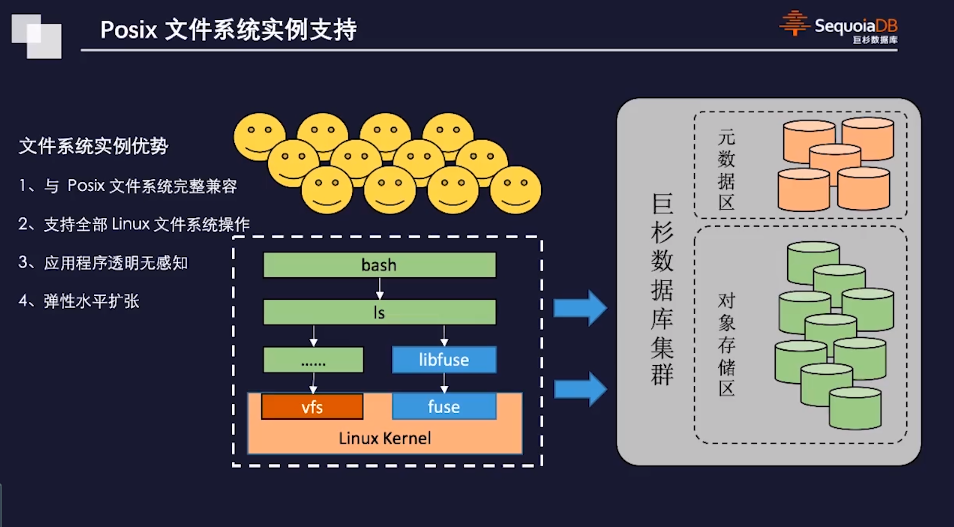 Posix 文件系统实例支持
SequoiaDB
巨杉数据库
文件系统实例优势
1、与 Posix 文件系统完整兼容
2、支持全部 Linux 文件系统操作
3、应用程序透明无感知
4、弹性水平扩张
bash
ls
......
libfuse
vfs
fuse
Linux Kernel
巨杉数据库集群
元数据区
对象存储区